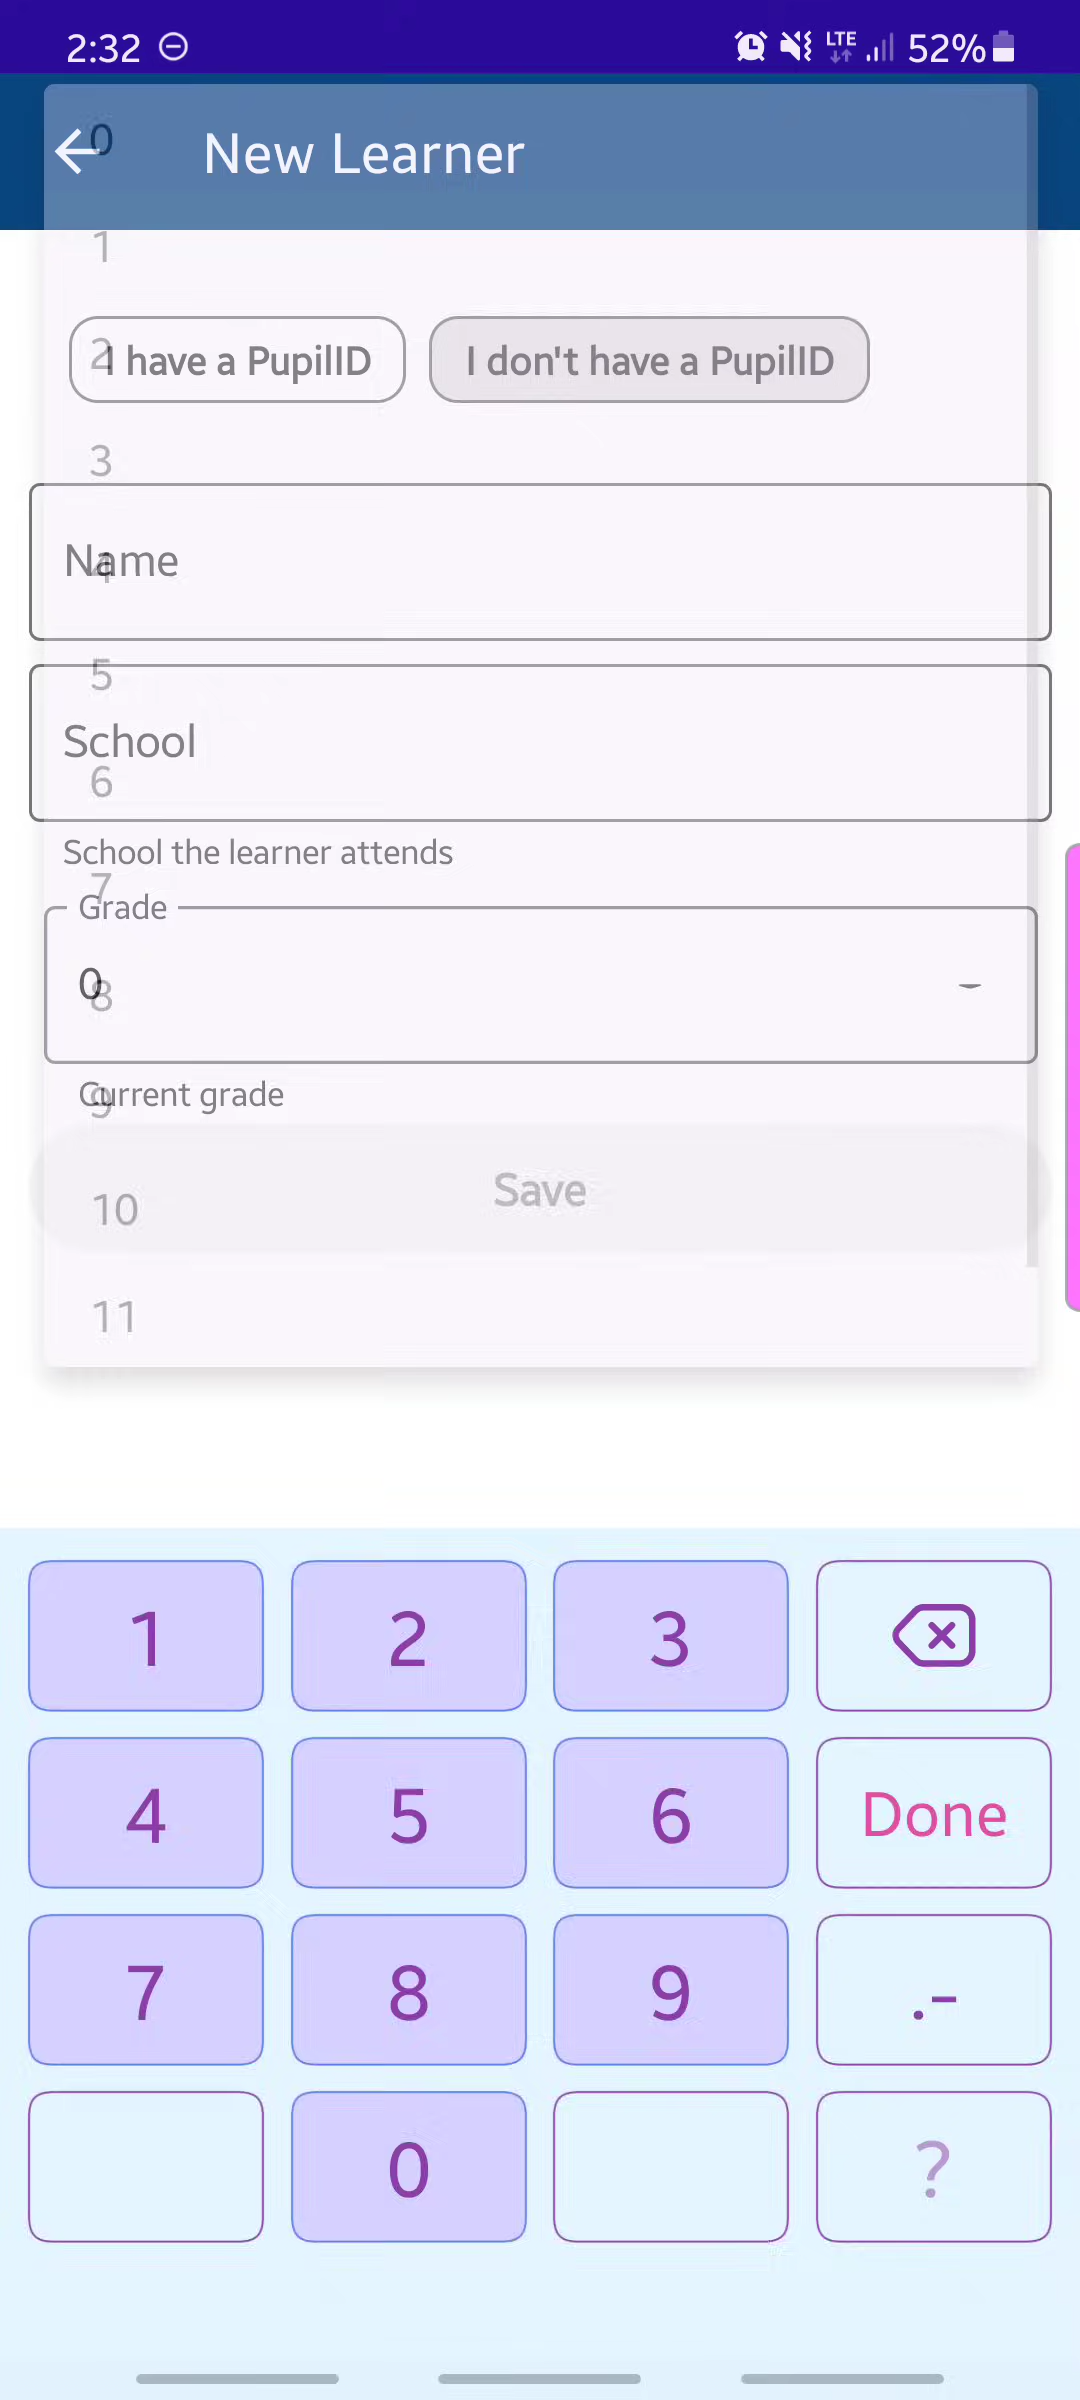 2:32 LTE 52%
0
New Learner
1
2
I have a PupilID
I don't have a PupilID
3
Name
4
5
School
6
School the learner attends
7
Grade
0
8
Current grade
9
Save
10
11
1 2 3
4 5 6 Done
7 8 9 .-
0 ?